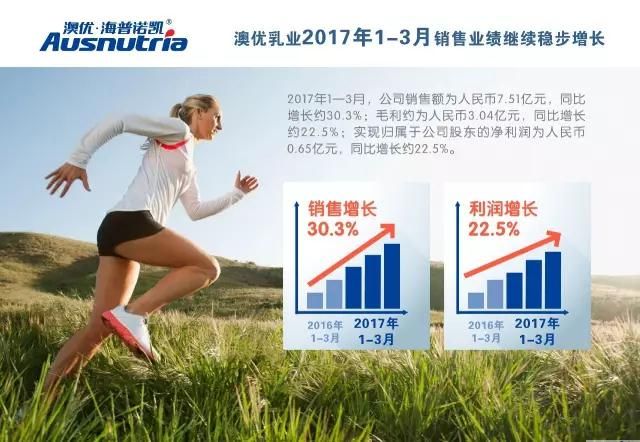 澳优·海普诺凯®
Ausnutria
澳优乳业2017年1-3月销售业绩继续稳步增长
2017年1—3月，公司销售额为人民币7.51亿元，同比
增长约30.3%；毛利约为人民币3.04亿元，同比增长
约22.5%；实现归属于公司股东的净利润为人民币
0.65亿元，同比增长约22.5%。
销售增长
30.3%
2016年
1-3月
2017年
1-3月
利润增长
22.5%
2016年
1-3月
2017年
1-3月